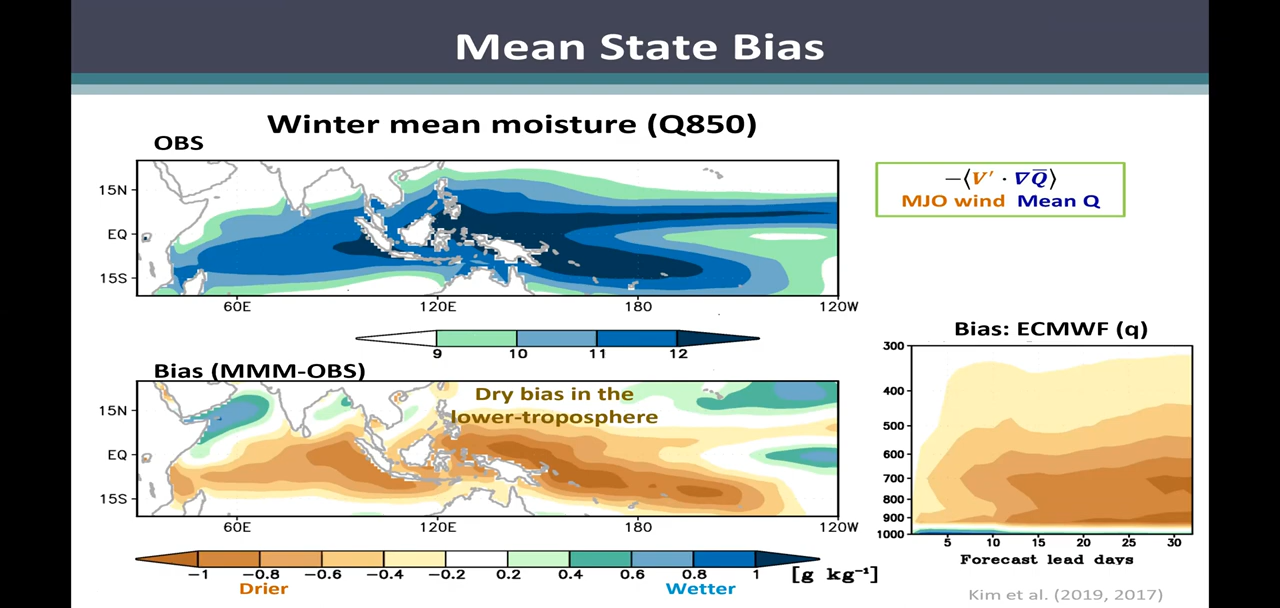 Mean State Bias
Winter mean moisture (Q850)
OBS
15N
EQ
15S
60E 120E 180 120W
9 10 11 12
−⟨V′ · ∇Q̅⟩
MJO wind Mean Q
Bias (MMM-OBS)
Dry bias in the
lower-troposphere
15N
EQ
15S
60E 120E 180 120W
−1 −0.8 −0.6 −0.4 −0.2 0.2 0.4 0.6 0.8 1 [g kg⁻¹]
Drier Wetter
Bias: ECMWF (q)
300
400
500
600
700
800
900
1000
5 10 15 20 25 30
Forecast lead days
Kim et al. (2019, 2017)